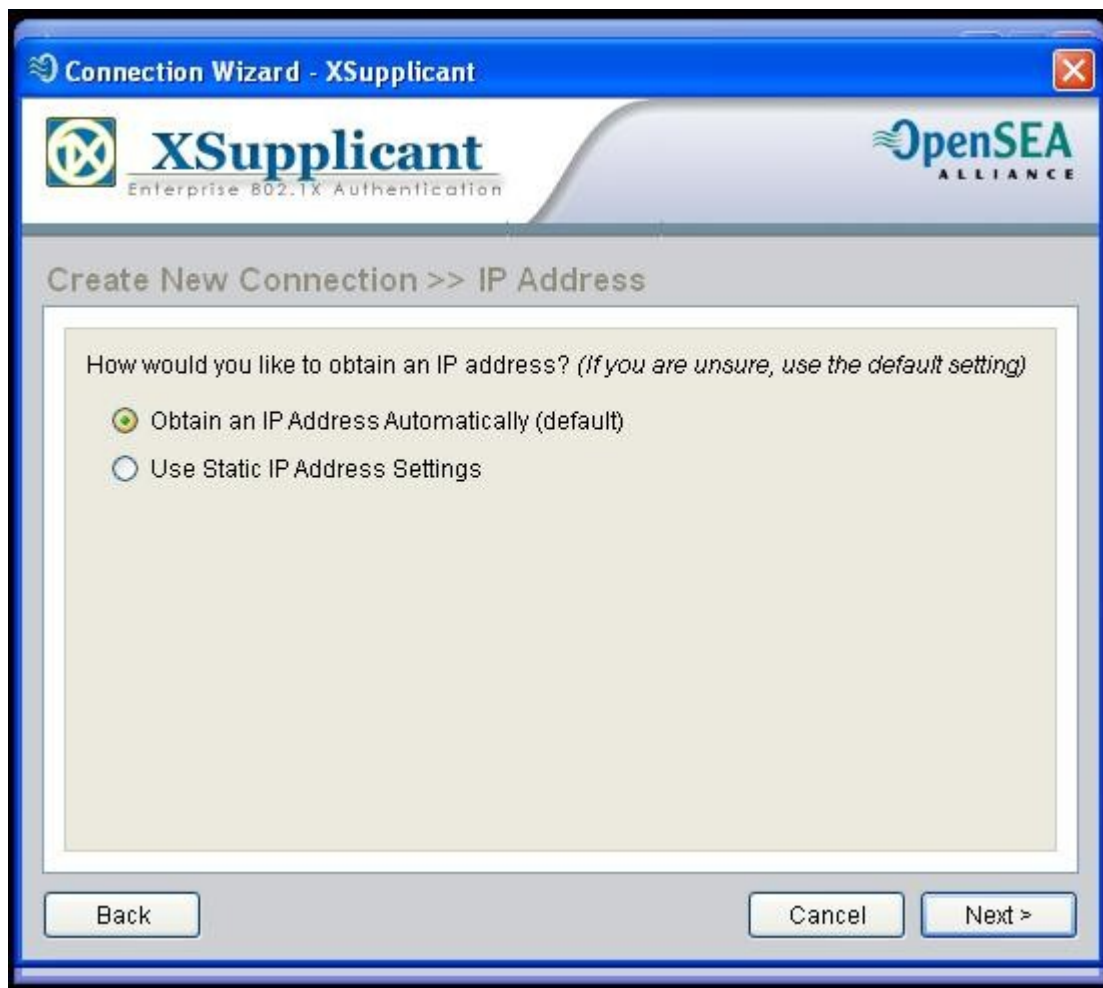 Connection Wizard - XSupplicant
1X
XSupplicant
Enterprise 802.1X Authentication
OpenSEA
ALLIANCE
Create New Connection >> IP Address
How would you like to obtain an IP address? (If you are unsure, use the default setting)
Obtain an IP Address Automatically (default)
Use Static IP Address Settings
Back
Cancel
Next >